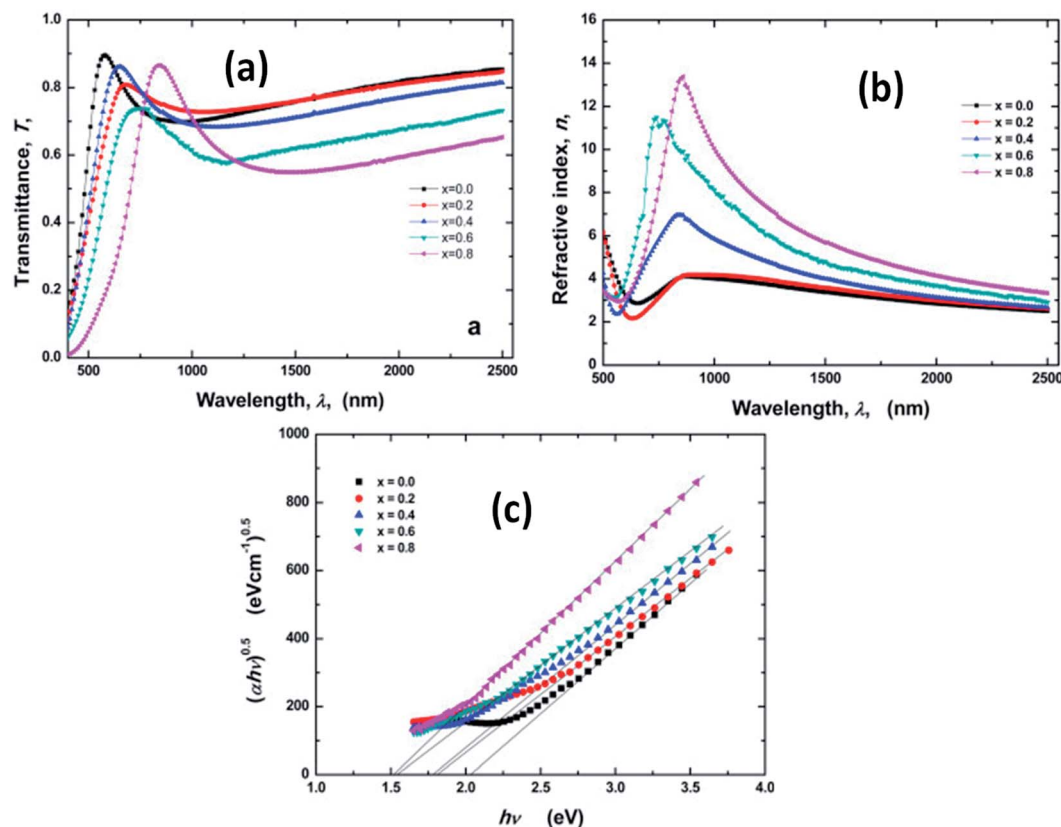 (a)
Transmittance, T,
1.0
0.8
0.6
0.4
0.2
0.0
x=0.0
x=0.2
x=0.4
x=0.6
x=0.8
a
500 1000 1500 2000 2500
Wavelength, λ, (nm)
(b)
Refractive index, n,
16
14
12
10
8
6
4
2
0
x = 0.0
x = 0.2
x = 0.4
x = 0.6
x = 0.8
500 1000 1500 2000 2500
Wavelength, λ, (nm)
(c)
(αhν)^0.5 (eVcm⁻¹)^0.5
1000
800
600
400
200
0
x = 0.0
x = 0.2
x = 0.4
x = 0.6
x = 0.8
1.0 1.5 2.0 2.5 3.0 3.5 4.0
hν (eV)